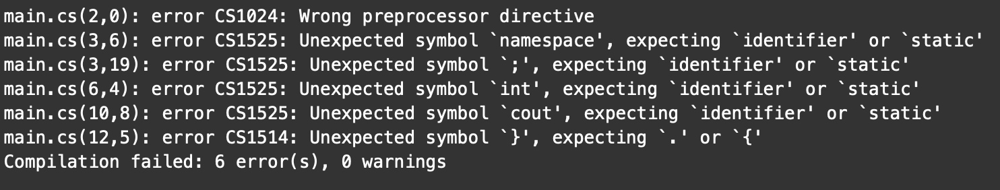 main.cs(2,0): error CS1024: Wrong preprocessor directive
main.cs(3,6): error CS1525: Unexpected symbol `namespace', expecting `identifier' or `static'
main.cs(3,19): error CS1525: Unexpected symbol `;', expecting `identifier' or `static'
main.cs(6,4): error CS1525: Unexpected symbol `int', expecting `identifier' or `static'
main.cs(10,8): error CS1525: Unexpected symbol `cout', expecting `identifier' or `static'
main.cs(12,5): error CS1514: Unexpected symbol `}', expecting `.' or `{'
Compilation failed: 6 error(s), 0 warnings